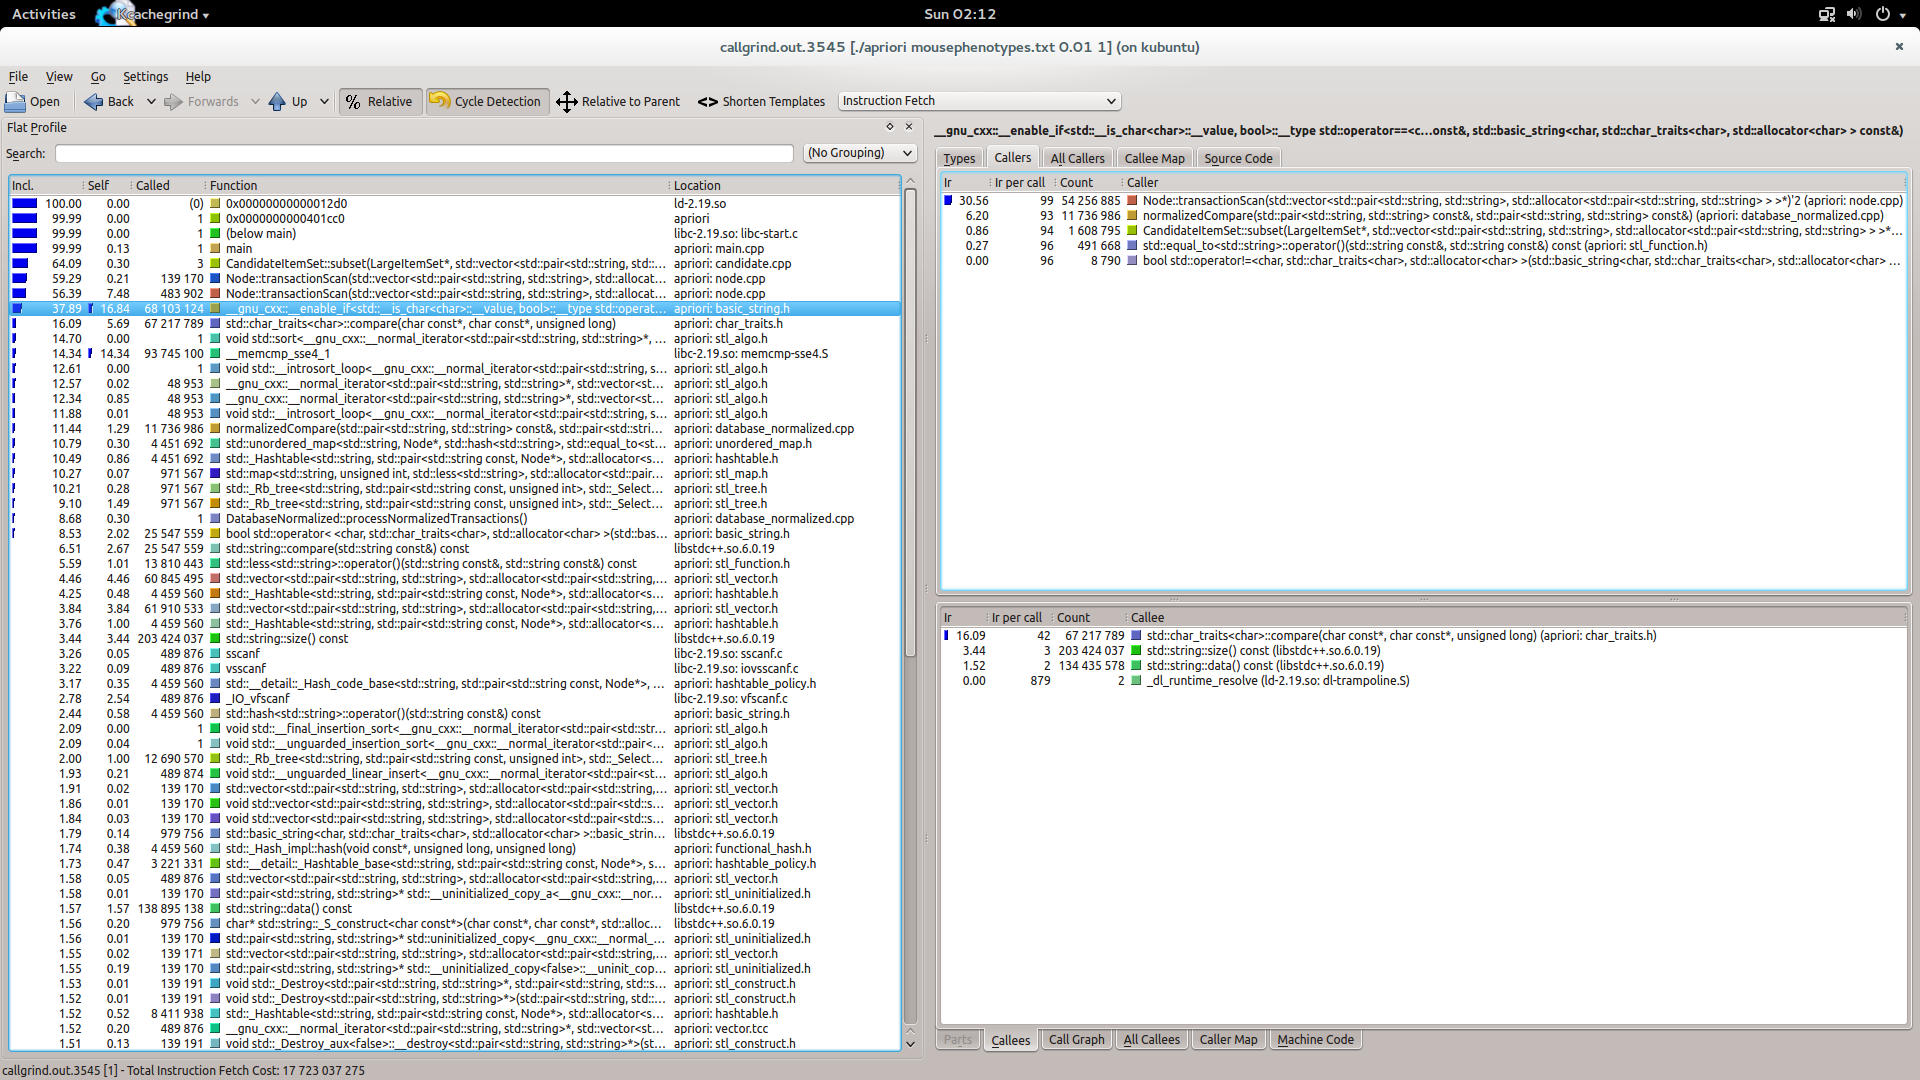 Activities Kcachegrind Sun 02:12
callgrind.out.3545 [./apriori mousephenotypes.txt 0.01 1] (on kubuntu)
File View Go Settings Help
Open Back Forwards Up % Relative Cycle Detection Relative to Parent <> Shorten Templates Instruction Fetch
Flat Profile
Search: (No Grouping)
Incl. Self Called Function Location
100.00 0.00 (0) 0x00000000000012d0 ld-2.19.so
99.99 0.00 1 0x0000000000401cc0 apriori
99.99 0.00 1 (below main) libc-2.19.so: libc-start.c
99.99 0.13 1 main apriori: main.cpp
64.09 0.30 3 CandidateItemSet::subset(LargeItemSet*, std::vector<std::pair<std::string, std::... apriori: candidate.cpp
59.29 0.21 139 170 Node::transactionScan(std::vector<std::pair<std::string, std::string>, std::allocat... apriori: node.cpp
56.39 7.48 483 902 Node::transactionScan(std::vector<std::pair<std::string, std::string>, std::allocat... apriori: node.cpp
37.89 16.84 68 103 124 __gnu_cxx::__enable_if<std::__is_char<char>::__value, bool>::__type std::operat... apriori: basic_string.h
16.09 5.69 67 217 789 std::char_traits<char>::compare(char const*, char const*, unsigned long) apriori: char_traits.h
14.70 0.00 1 void std::sort<__gnu_cxx::__normal_iterator<std::pair<std::string, std::string>*, ... apriori: stl_algo.h
14.34 14.34 93 745 100 __memcmp_sse4_1 libc-2.19.so: memcmp-sse4.S
12.61 0.00 1 void std::__introsort_loop<__gnu_cxx::__normal_iterator<std::pair<std::string, s... apriori: stl_algo.h
12.57 0.02 48 953 __gnu_cxx::__normal_iterator<std::pair<std::string, std::string>*, std::vector<st... apriori: stl_algo.h
12.34 0.85 48 953 __gnu_cxx::__normal_iterator<std::pair<std::string, std::string>*, std::vector<st... apriori: stl_algo.h
11.88 0.01 48 953 void std::__introsort_loop<__gnu_cxx::__normal_iterator<std::pair<std::string, s... apriori: stl_algo.h
11.44 1.29 11 736 986 normalizedCompare(std::pair<std::string, std::string> const&, std::pair<std::stri... apriori: database_normalized.cpp
10.79 0.30 4 451 692 std::unordered_map<std::string, Node*, std::hash<std::string>, std::equal_to<st... apriori: unordered_map.h
10.49 0.86 4 451 692 std::_Hashtable<std::string, std::pair<std::string const, Node*>, std::allocator<s... apriori: hashtable.h
10.27 0.07 971 567 std::map<std::string, unsigned int, std::less<std::string>, std::allocator<std::pair... apriori: stl_map.h
10.21 0.28 971 567 std::_Rb_tree<std::string, std::pair<std::string const, unsigned int>, std::_Select... apriori: stl_tree.h
9.10 1.49 971 567 std::_Rb_tree<std::string, std::pair<std::string const, unsigned int>, std::_Select... apriori: stl_tree.h
8.68 0.30 1 DatabaseNormalized::processNormalizedTransactions() apriori: database_normalized.cpp
8.53 2.02 25 547 559 bool std::operator< <char, std::char_traits<char>, std::allocator<char> >(std::bas... apriori: basic_string.h
6.51 2.67 25 547 559 std::string::compare(std::string const&) const libstdc++.so.6.0.19
5.59 1.01 13 810 443 std::less<std::string>::operator()(std::string const&, std::string const&) const apriori: stl_function.h
4.46 4.46 60 845 495 std::vector<std::pair<std::string, std::string>, std::allocator<std::pair<std::string,... apriori: stl_vector.h
4.25 0.48 4 459 560 std::_Hashtable<std::string, std::pair<std::string const, Node*>, std::allocator<s... apriori: hashtable.h
3.84 3.84 61 910 533 std::vector<std::pair<std::string, std::string>, std::allocator<std::pair<std::string,... apriori: stl_vector.h
3.76 1.00 4 459 560 std::_Hashtable<std::string, std::pair<std::string const, Node*>, std::allocator<s... apriori: hashtable.h
3.44 3.44 203 424 037 std::string::size() const libstdc++.so.6.0.19
3.26 0.05 489 876 sscanf libc-2.19.so: sscanf.c
3.22 0.09 489 876 vsscanf libc-2.19.so: iovsscanf.c
3.17 0.35 4 459 560 std::__detail::_Hash_code_base<std::string, std::pair<std::string const, Node*>, ... apriori: hashtable_policy.h
2.78 2.54 489 876 _IO_vfscanf libc-2.19.so: vfscanf.c
2.44 0.58 4 459 560 std::hash<std::string>::operator()(std::string const&) const apriori: basic_string.h
2.09 0.00 1 void std::__final_insertion_sort<__gnu_cxx::__normal_iterator<std::pair<std::str... apriori: stl_algo.h
2.09 0.04 1 void std::__unguarded_insertion_sort<__gnu_cxx::__normal_iterator<std::pair<... apriori: stl_algo.h
2.00 1.00 12 690 570 std::_Rb_tree<std::string, std::pair<std::string const, unsigned int>, std::_Select... apriori: stl_tree.h
1.93 0.21 489 874 void std::__unguarded_linear_insert<__gnu_cxx::__normal_iterator<std::pair<st... apriori: stl_algo.h
1.91 0.02 139 170 std::vector<std::pair<std::string, std::string>, std::allocator<std::pair<std::string,... apriori: stl_vector.h
1.86 0.01 139 170 void std::vector<std::pair<std::string, std::string>, std::allocator<std::pair<std::s... apriori: stl_vector.h
1.84 0.03 139 170 void std::vector<std::pair<std::string, std::string>, std::allocator<std::pair<std::s... apriori: stl_vector.h
1.79 0.14 979 756 std::basic_string<char, std::char_traits<char>, std::allocator<char> >::basic_strin... libstdc++.so.6.0.19
1.74 0.38 4 459 560 std::_Hash_impl::hash(void const*, unsigned long, unsigned long) apriori: functional_hash.h
1.73 0.47 3 221 331 std::__detail::_Hashtable_base<std::string, std::pair<std::string const, Node*>, s... apriori: hashtable_policy.h
1.58 0.05 489 876 std::vector<std::pair<std::string, std::string>, std::allocator<std::pair<std::string,... apriori: stl_vector.h
1.58 0.01 139 170 std::pair<std::string, std::string>* std::__uninitialized_copy_a<__gnu_cxx::__nor... apriori: stl_uninitialized.h
1.57 1.57 138 895 138 std::string::data() const libstdc++.so.6.0.19
1.56 0.20 979 756 char* std::string::_S_construct<char const*>(char const*, char const*, std::alloc... libstdc++.so.6.0.19
1.56 0.01 139 170 std::pair<std::string, std::string>* std::uninitialized_copy<__gnu_cxx::__normal_... apriori: stl_uninitialized.h
1.55 0.02 139 171 std::vector<std::pair<std::string, std::string>, std::allocator<std::pair<std::string,... apriori: stl_vector.h
1.55 0.19 139 170 std::pair<std::string, std::string>* std::__uninitialized_copy<false>::__uninit_cop... apriori: stl_uninitialized.h
1.53 0.01 139 191 void std::_Destroy<std::pair<std::string, std::string>*, std::pair<std::string, std::s... apriori: stl_construct.h
1.52 0.01 139 191 void std::_Destroy<std::pair<std::string, std::string>*>(std::pair<std::string, std:... apriori: stl_construct.h
1.52 0.52 8 411 938 std::_Hashtable<std::string, std::pair<std::string const, Node*>, std::allocator<s... apriori: hashtable.h
1.52 0.20 489 876 __gnu_cxx::__normal_iterator<std::pair<std::string, std::string>*, std::vector<st... apriori: vector.tcc
1.51 0.13 139 191 void std::_Destroy_aux<false>::__destroy<std::pair<std::string, std::string>*>(st... apriori: stl_construct.h
__gnu_cxx::__enable_if<std::__is_char<char>::__value, bool>::__type std::operator==<c...onst&, std::basic_string<char, std::char_traits<char>, std::allocator<char> > const&)
Types Callers All Callers Callee Map Source Code
Ir Ir per call Count Caller
30.56 99 54 256 885 Node::transactionScan(std::vector<std::pair<std::string, std::string>, std::allocator<std::pair<std::string, std::string> > >*)'2 (apriori: node.cpp)
6.20 93 11 736 986 normalizedCompare(std::pair<std::string, std::string> const&, std::pair<std::string, std::string> const&) (apriori: database_normalized.cpp)
0.86 94 1 608 795 CandidateItemSet::subset(LargeItemSet*, std::vector<std::pair<std::string, std::string>, std::allocator<std::pair<std::string, std::string> > >*...
0.27 96 491 668 std::equal_to<std::string>::operator()(std::string const&, std::string const&) const (apriori: stl_function.h)
0.00 96 8 790 bool std::operator!=<char, std::char_traits<char>, std::allocator<char> >(std::basic_string<char, std::char_traits<char>, std::allocator<char> ...
Ir Ir per call Count Callee
16.09 42 67 217 789 std::char_traits<char>::compare(char const*, char const*, unsigned long) (apriori: char_traits.h)
3.44 3 203 424 037 std::string::size() const (libstdc++.so.6.0.19)
1.52 2 134 435 578 std::string::data() const (libstdc++.so.6.0.19)
0.00 879 2 _dl_runtime_resolve (ld-2.19.so: dl-trampoline.S)
Parts Callees Call Graph All Callees Caller Map Machine Code
callgrind.out.3545 [1] - Total Instruction Fetch Cost: 17 723 037 275